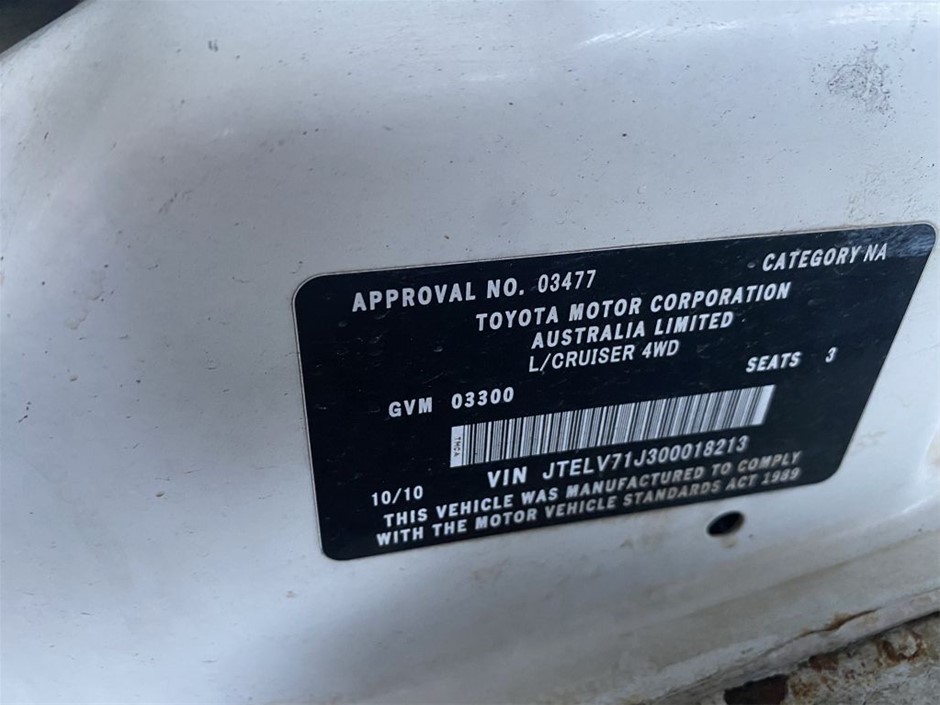 APPROVAL NO. 03477 CATEGORY NA
TOYOTA MOTOR CORPORATION
AUSTRALIA LIMITED
L/CRUISER 4WD
SEATS 3
GVM 03300
TMCA
VIN JTELV71J300018213
10/10
THIS VEHICLE WAS MANUFACTURED TO COMPLY
WITH THE MOTOR VEHICLE STANDARDS ACT 1989